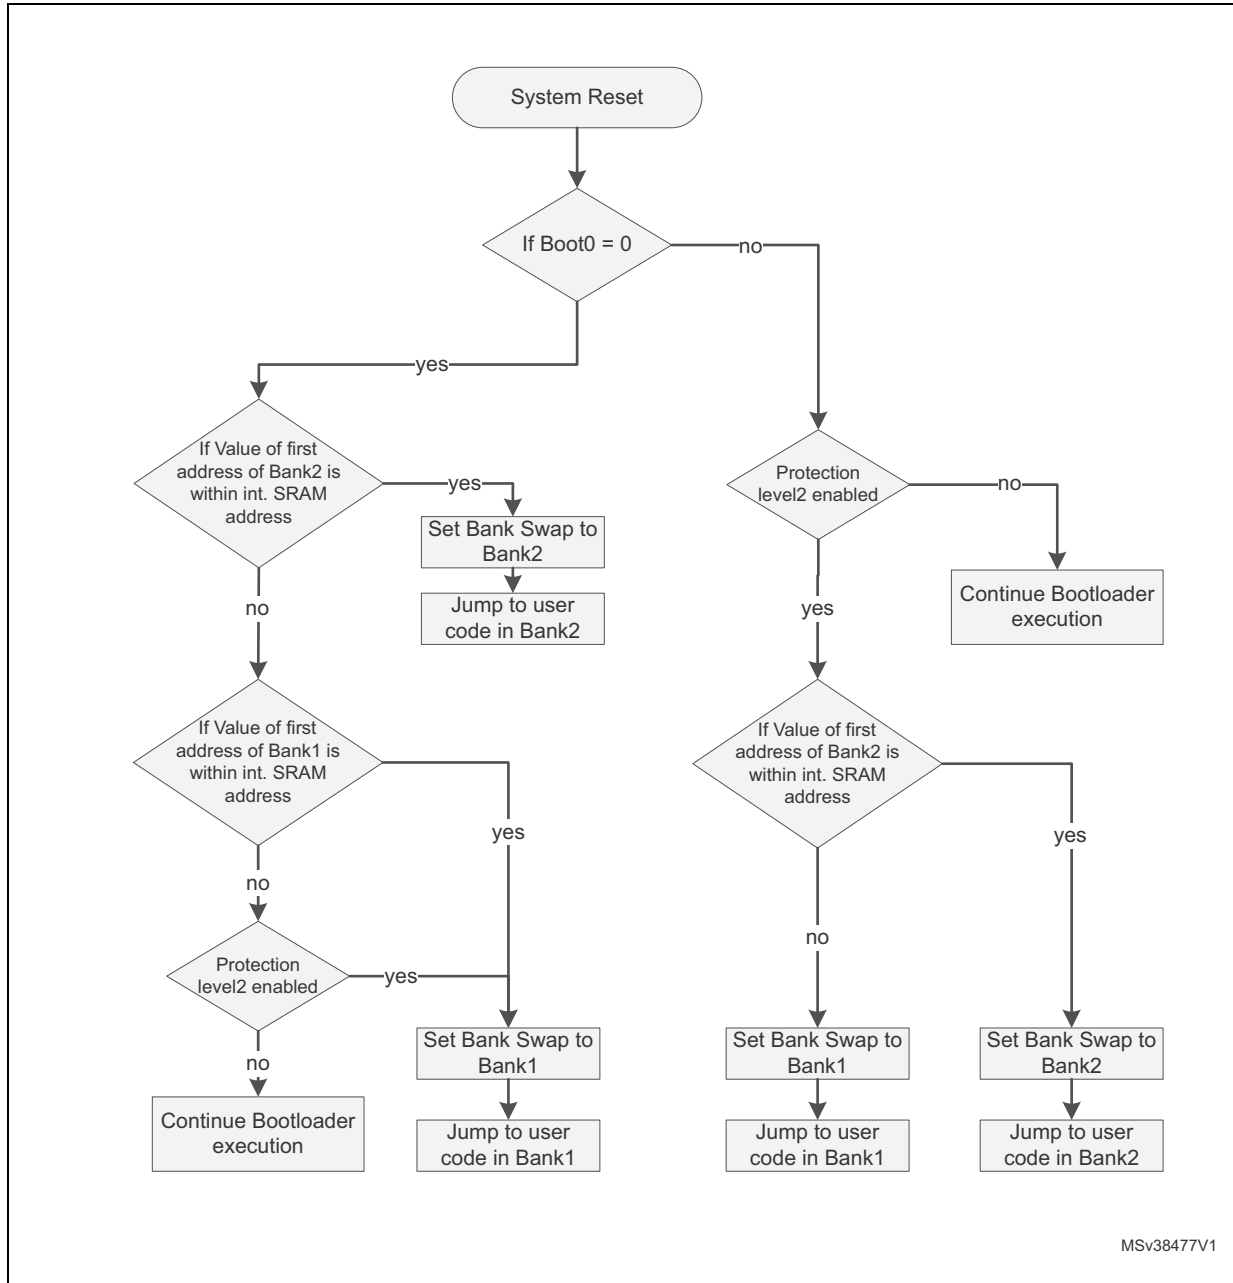 System Reset
If Boot0 = 0
no
yes
If Value of first
address of Bank2 is
within int. SRAM
address
yes
Set Bank Swap to
Bank2
Jump to user
code in Bank2
Protection
level2 enabled
no
Continue Bootloader
execution
no
yes
If Value of first
address of Bank1 is
within int. SRAM
address
yes
If Value of first
address of Bank2 is
within int. SRAM
address
yes
no
no
Protection
level2 enabled
yes
no
Set Bank Swap to
Bank1
Jump to user
code in Bank1
Continue Bootloader
execution
Set Bank Swap to
Bank1
Jump to user
code in Bank1
Set Bank Swap to
Bank2
Jump to user
code in Bank2
MSv38477V1